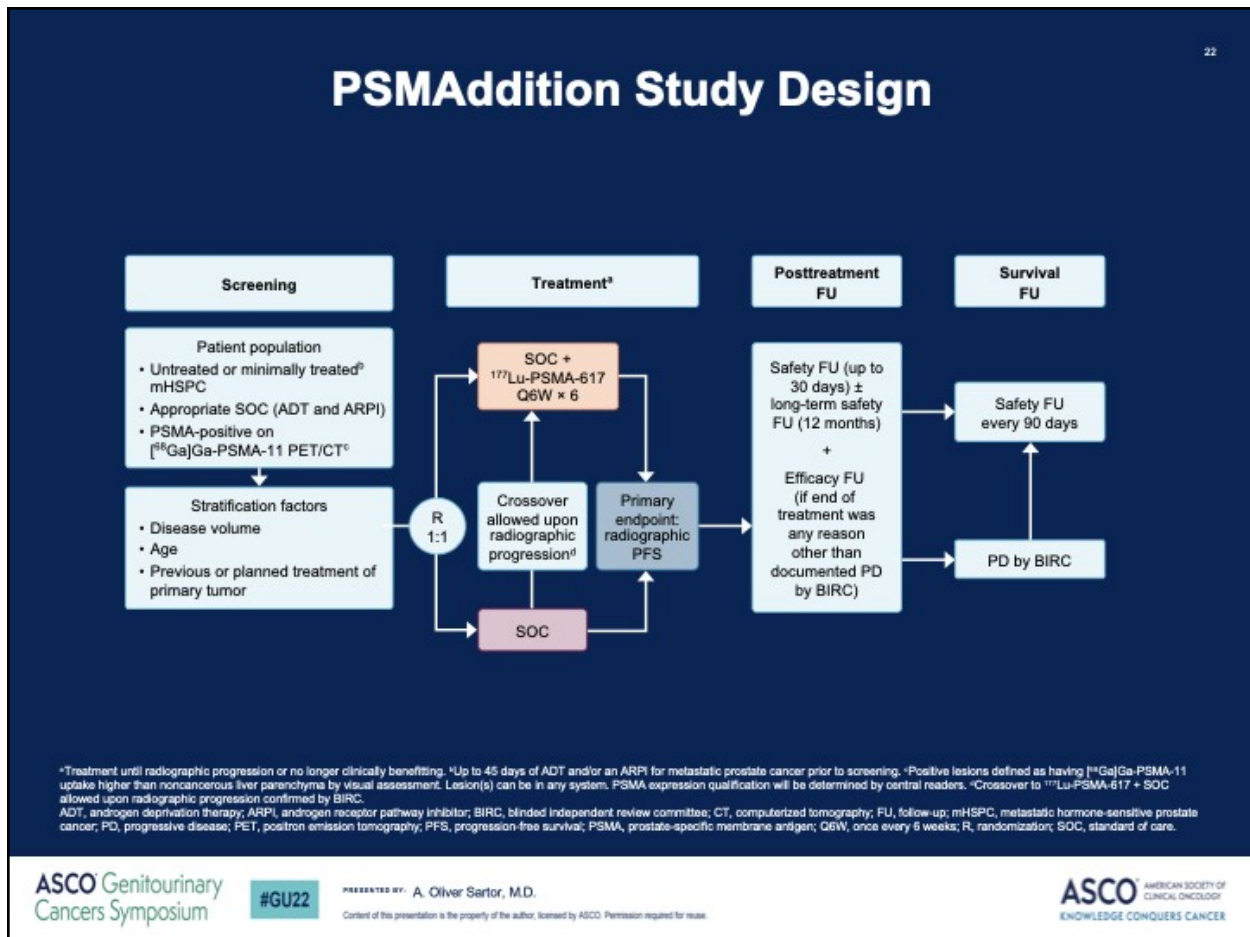 22
PSMAddition Study Design
Screening
Patient population
• Untreated or minimally treatedᵇ
mHSPC
• Appropriate SOC (ADT and ARPI)
• PSMA-positive on
[⁶⁸Ga]Ga-PSMA-11 PET/CTᶜ
Stratification factors
• Disease volume
• Age
• Previous or planned treatment of
primary tumor
R
1:1
Treatmentᵃ
SOC +
¹⁷⁷Lu-PSMA-617
Q6W × 6
Crossover
allowed upon
radiographic
progressionᵈ
SOC
Primary
endpoint:
radiographic
PFS
Posttreatment
FU
Safety FU (up to
30 days) ±
long-term safety
FU (12 months)
+
Efficacy FU
(if end of
treatment was
any reason
other than
documented PD
by BIRC)
Survival
FU
Safety FU
every 90 days
PD by BIRC
ᵃTreatment until radiographic progression or no longer clinically benefitting. ᵇUp to 45 days of ADT and/or an ARPI for metastatic prostate cancer prior to screening. ᶜPositive lesions defined as having [⁶⁸Ga]Ga-PSMA-11
uptake higher than noncancerous liver parenchyma by visual assessment. Lesion(s) can be in any system. PSMA expression qualification will be determined by central readers. ᵈCrossover to ¹⁷⁷Lu-PSMA-617 + SOC
allowed upon radiographic progression confirmed by BIRC.
ADT, androgen deprivation therapy; ARPI, androgen receptor pathway inhibitor; BIRC, blinded independent review committee; CT, computerized tomography; FU, follow-up; mHSPC, metastatic hormone-sensitive prostate
cancer; PD, progressive disease; PET, positron emission tomography; PFS, progression-free survival; PSMA, prostate-specific membrane antigen; Q6W, once every 6 weeks; R, randomization; SOC, standard of care.
ASCO® Genitourinary
Cancers Symposium
#GU22
PRESENTED BY: A. Oliver Sartor, M.D.
Content of this presentation is the property of the author, licensed by ASCO. Permission required for reuse.
ASCO® AMERICAN SOCIETY OF
CLINICAL ONCOLOGY
KNOWLEDGE CONQUERS CANCER